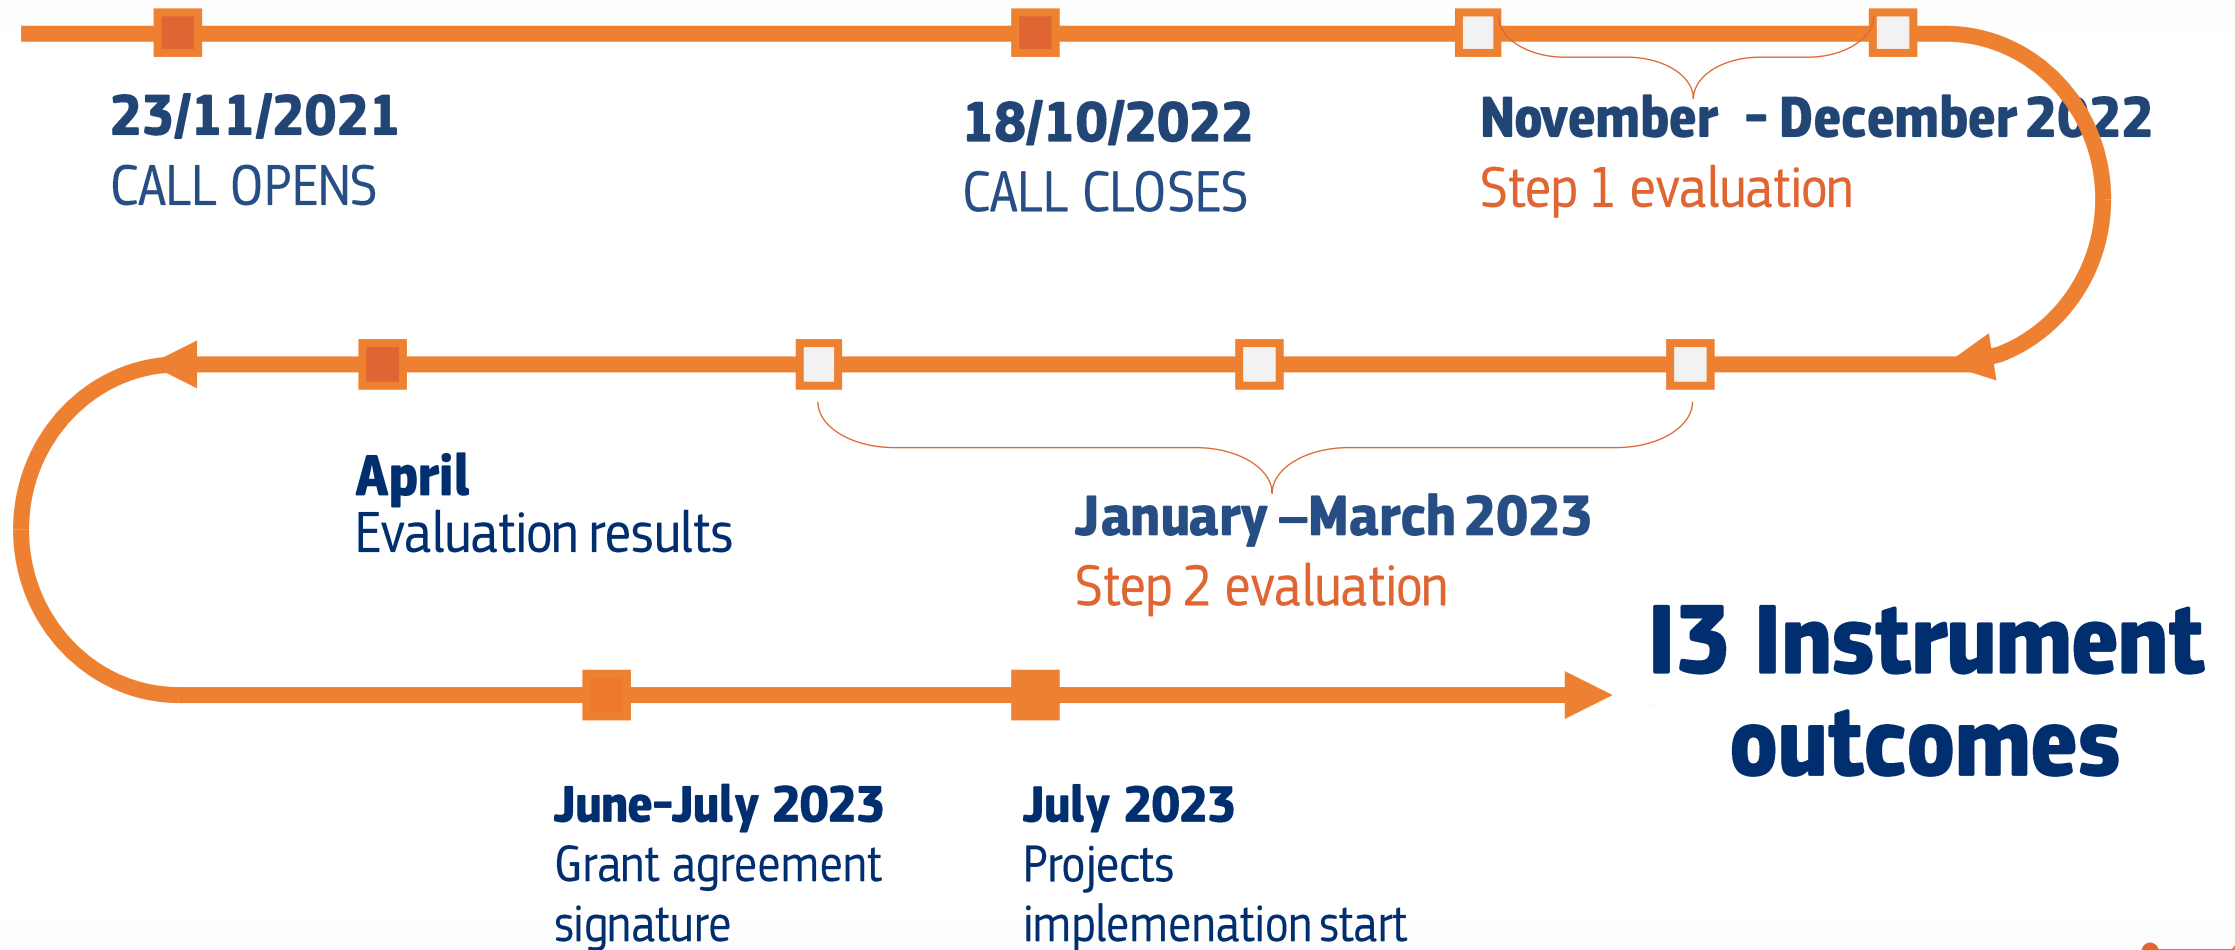 23/11/2021
CALL OPENS
18/10/2022
CALL CLOSES
November - December 2022
Step 1 evaluation
April
Evaluation results
January –March 2023
Step 2 evaluation
June-July 2023
Grant agreement
signature
July 2023
Projects
implemenation start
I3 Instrument
outcomes